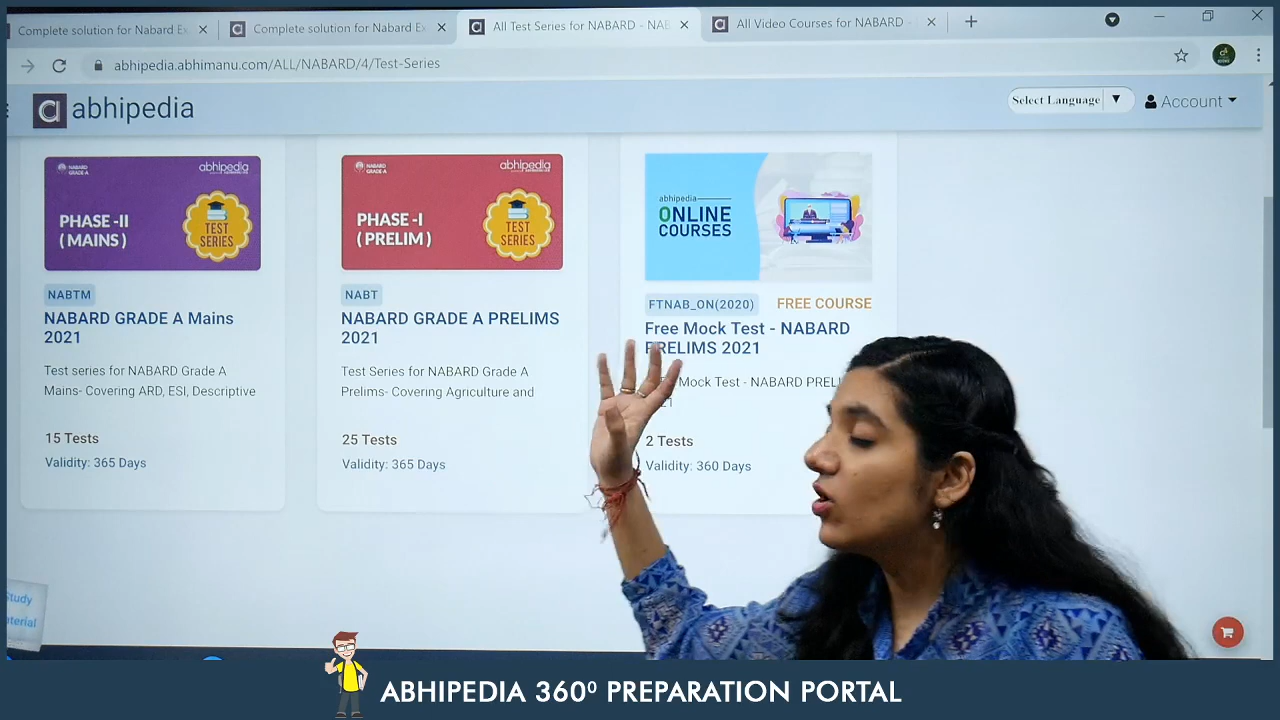 Complete solution for Nabard Ex
Complete solution for Nabard Ex
All Test Series for NABARD - NAB
All Video Courses for NABARD -
abhipedia.abhimanu.com/ALL/NABARD/4/Test-Series
abhipedia
Select Language
Account
NABARD
GRADE-A
abhipedia
PHASE -II
( MAINS )
TEST
SERIES
NABTM
NABARD GRADE A Mains
2021
Test series for NABARD Grade A
Mains- Covering ARD, ESI, Descriptive
15 Tests
Validity: 365 Days
NABARD
GRADE-A
abhipedia
PHASE -I
( PRELIM )
TEST
SERIES
NABT
NABARD GRADE A PRELIMS
2021
Test Series for NABARD Grade A
Prelims- Covering Agriculture and
25 Tests
Validity: 365 Days
abhipedia
ONLINE
COURSES
FTNAB_ON(2020)
FREE COURSE
Free Mock Test - NABARD
PRELIMS 2021
Mock Test - NABARD PRELI
2 Tests
Validity: 360 Days
Study
aterial
ABHIPEDIA 360⁰ PREPARATION PORTAL